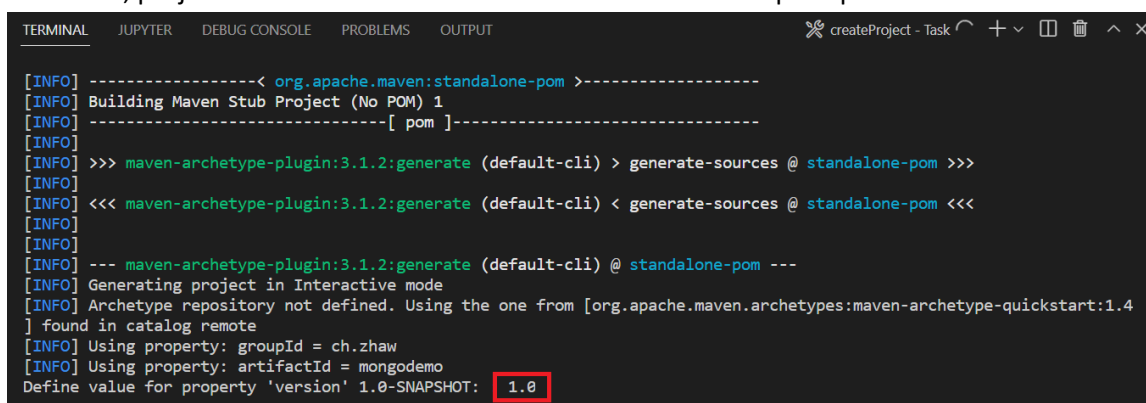 TERMINAL JUPYTER DEBUG CONSOLE PROBLEMS OUTPUT createProject - Task
[INFO] ------------------< org.apache.maven:standalone-pom >-------------------
[INFO] Building Maven Stub Project (No POM) 1
[INFO] --------------------------------[ pom ]---------------------------------
[INFO]
[INFO] >>> maven-archetype-plugin:3.1.2:generate (default-cli) > generate-sources @ standalone-pom >>>
[INFO]
[INFO] <<< maven-archetype-plugin:3.1.2:generate (default-cli) < generate-sources @ standalone-pom <<<
[INFO]
[INFO]
[INFO] --- maven-archetype-plugin:3.1.2:generate (default-cli) @ standalone-pom ---
[INFO] Generating project in Interactive mode
[INFO] Archetype repository not defined. Using the one from [org.apache.maven.archetypes:maven-archetype-quickstart:1.4
] found in catalog remote
[INFO] Using property: groupId = ch.zhaw
[INFO] Using property: artifactId = mongodemo
Define value for property 'version' 1.0-SNAPSHOT: 1.0